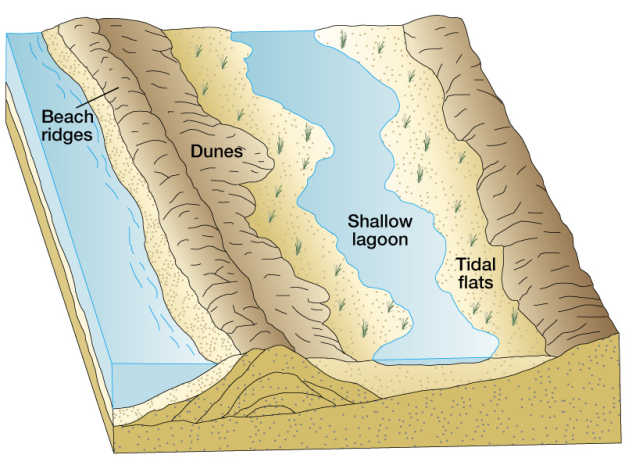 Beach
ridges
Dunes
Shallow
lagoon
Tidal
flats